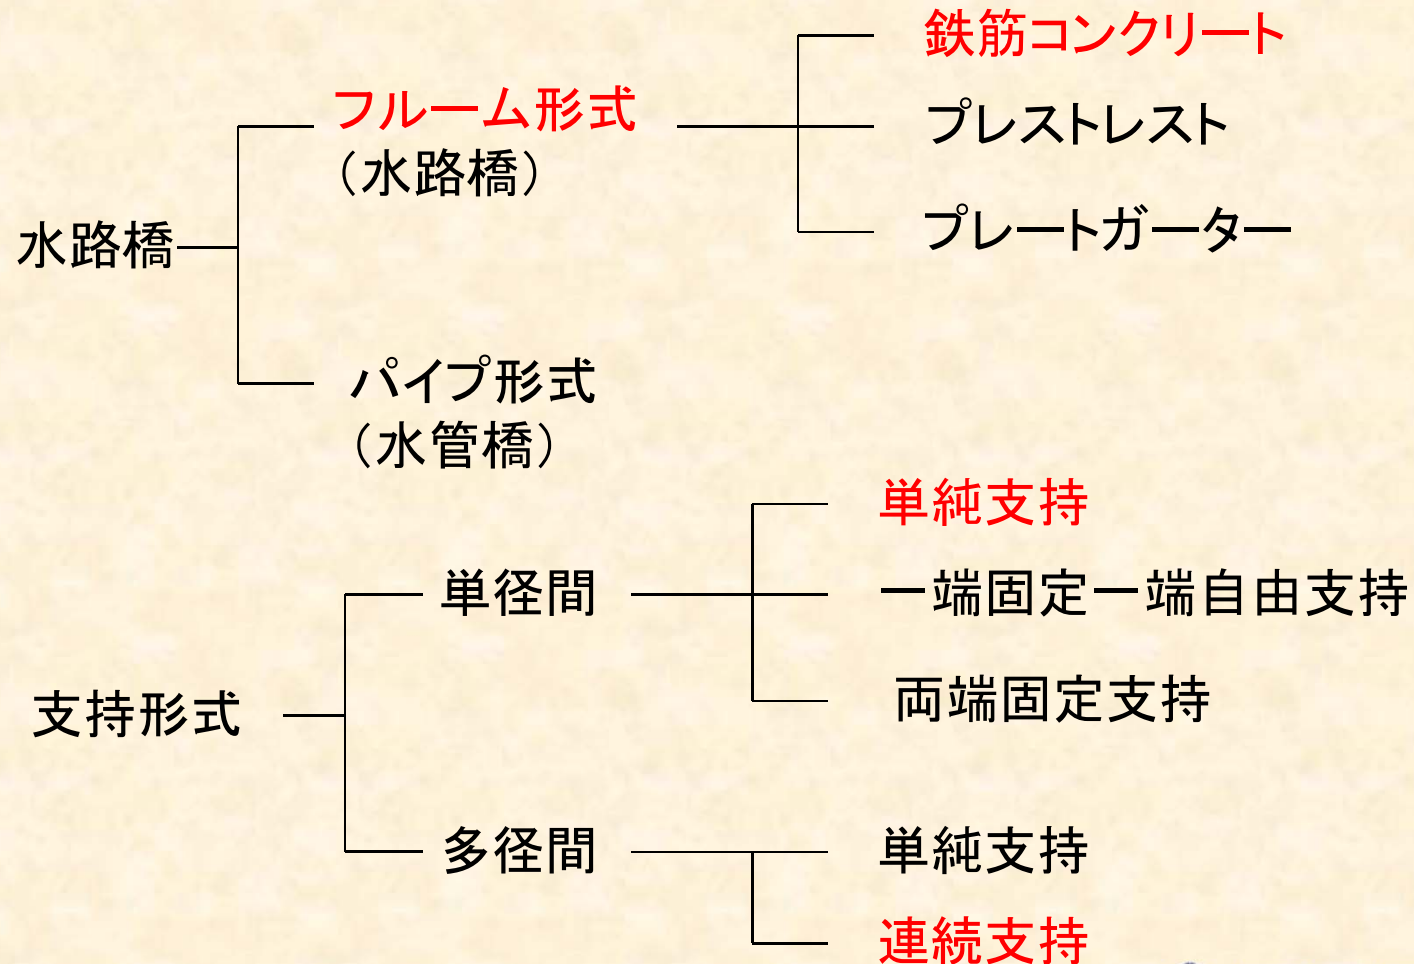 鉄筋コンクリート
フルーム形式
（水路橋）
プレストレスト
プレートガーター
水路橋
パイプ形式
（水管橋）
単純支持
単径間
一端固定一端自由支持
両端固定支持
支持形式
多径間
単純支持
連続支持